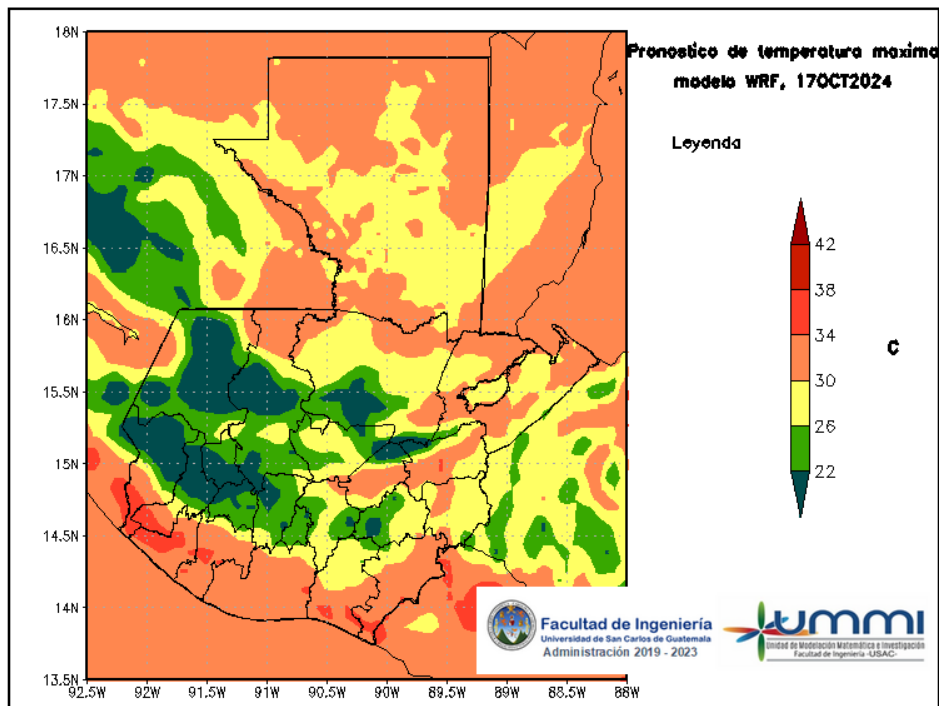 Pronostico de temperatura maxima
modelo WRF, 17OCT2024
Leyenda
18N
17.5N
17N
16.5N
16N
15.5N
15N
14.5N
14N
13.5N
92.5W 92W 91.5W 91W 90.5W 90W 89.5W 89W 88.5W 88W
42
38
34
30
26
22
C
Facultad de Ingeniería
Universidad de San Carlos de Guatemala
Administración 2019 - 2023
ummi
Unidad de Modelación Matemática e Investigación
Facultad de Ingeniería -USAC-